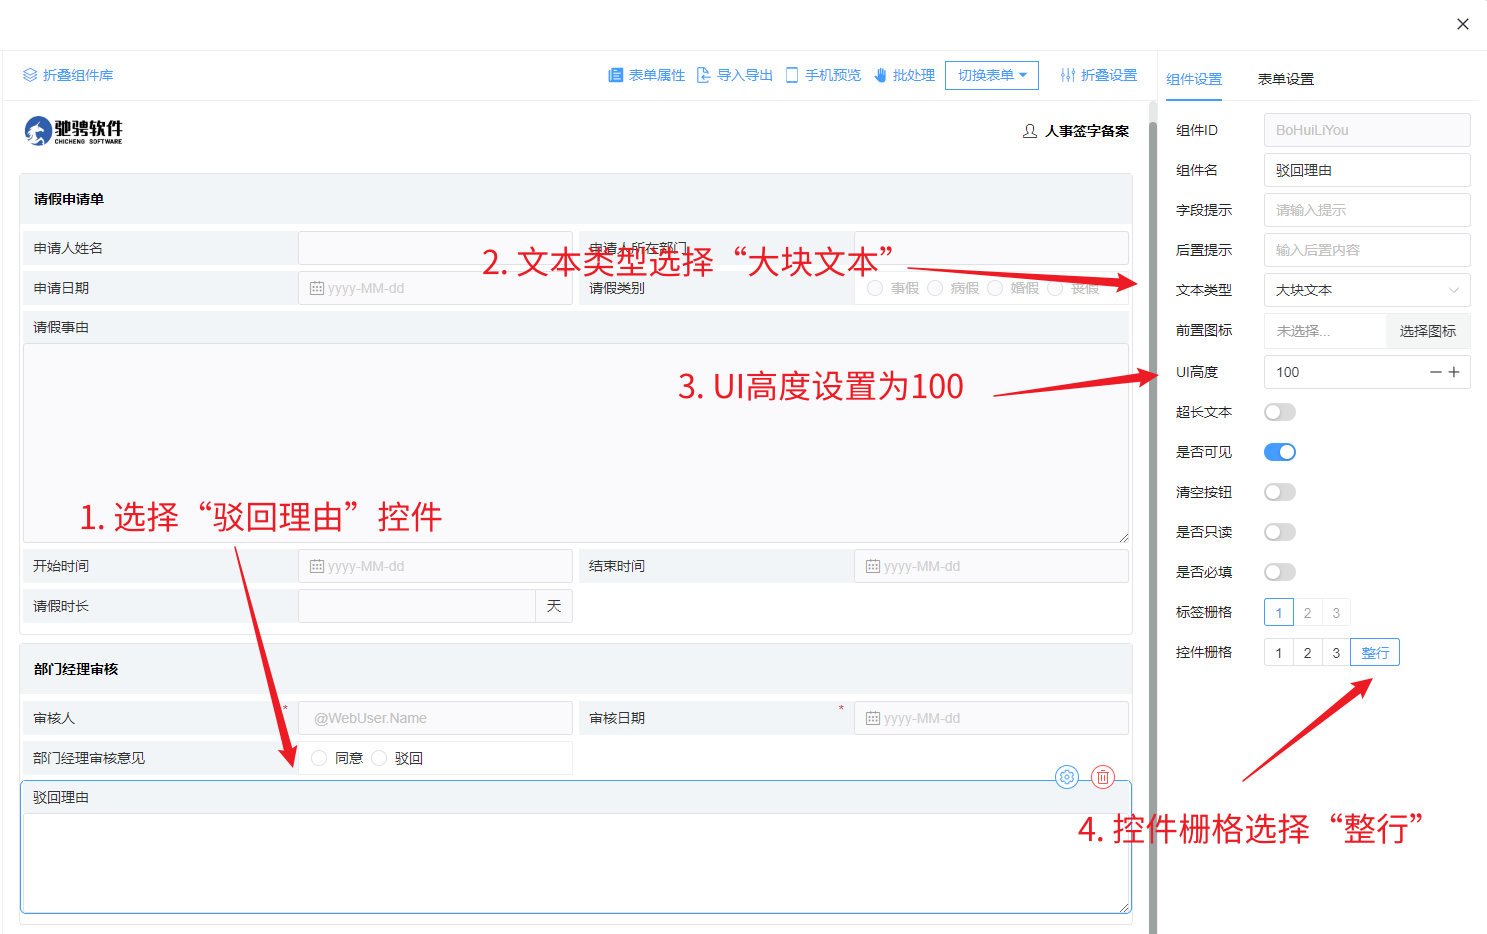 折叠组件库
表单属性 导入导出 手机预览 批处理 切换表单 折叠设置
组件设置 表单设置
驰骋软件
CHICHENG SOFTWARE
人事签字备案
请假申请单
申请人姓名 申请人所在部门
2. 文本类型选择“大块文本”
申请日期 yyyy-MM-dd 请假类别 事假 病假 婚假 丧假
请假事由
3. UI高度设置为100
1. 选择“驳回理由”控件
开始时间 yyyy-MM-dd 结束时间 yyyy-MM-dd
请假时长 天
部门经理审核
审核人 * @WebUser.Name 审核日期 * yyyy-MM-dd
部门经理审核意见 同意 驳回
驳回理由
组件ID BoHuiLiYou
组件名 驳回理由
字段提示 请输入提示
后置提示 输入后置内容
文本类型 大块文本
前置图标 未选择... 选择图标
UI高度 100
超长文本
是否可见
清空按钮
是否只读
是否必填
标签栅格 1 2 3
控件栅格 1 2 3 整行
4. 控件栅格选择“整行”